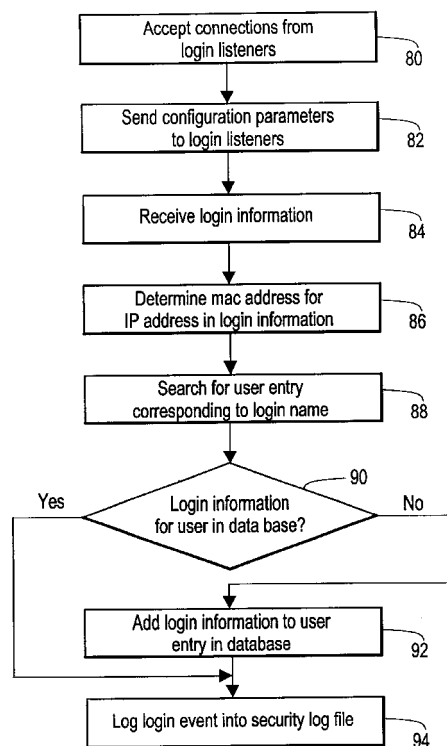 Accept connections from
login listeners
80
Send configuration parameters
to login listeners
82
Receive login information
84
Determine mac address for
IP address in login information
86
Search for user entry
corresponding to login name
88
90
Yes
Login information
for user in data base?
No
Add login information to user
entry in database
92
Log login event into security log file
94